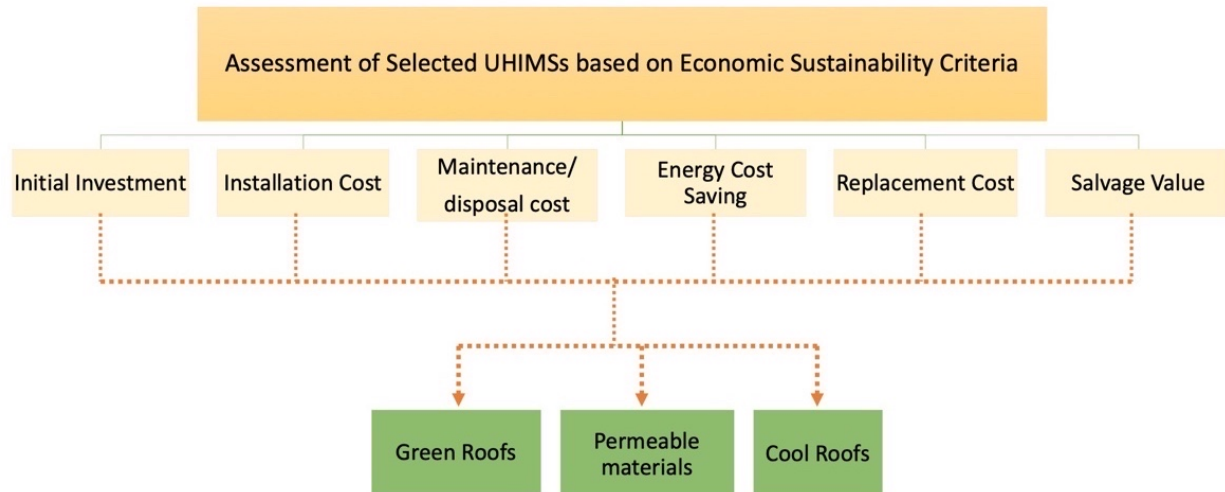 Assessment of Selected UHIMSs based on Economic Sustainability Criteria
Initial Investment
Installation Cost
Maintenance/
disposal cost
Energy Cost
Saving
Replacement Cost
Salvage Value
Green Roofs
Permeable
materials
Cool Roofs